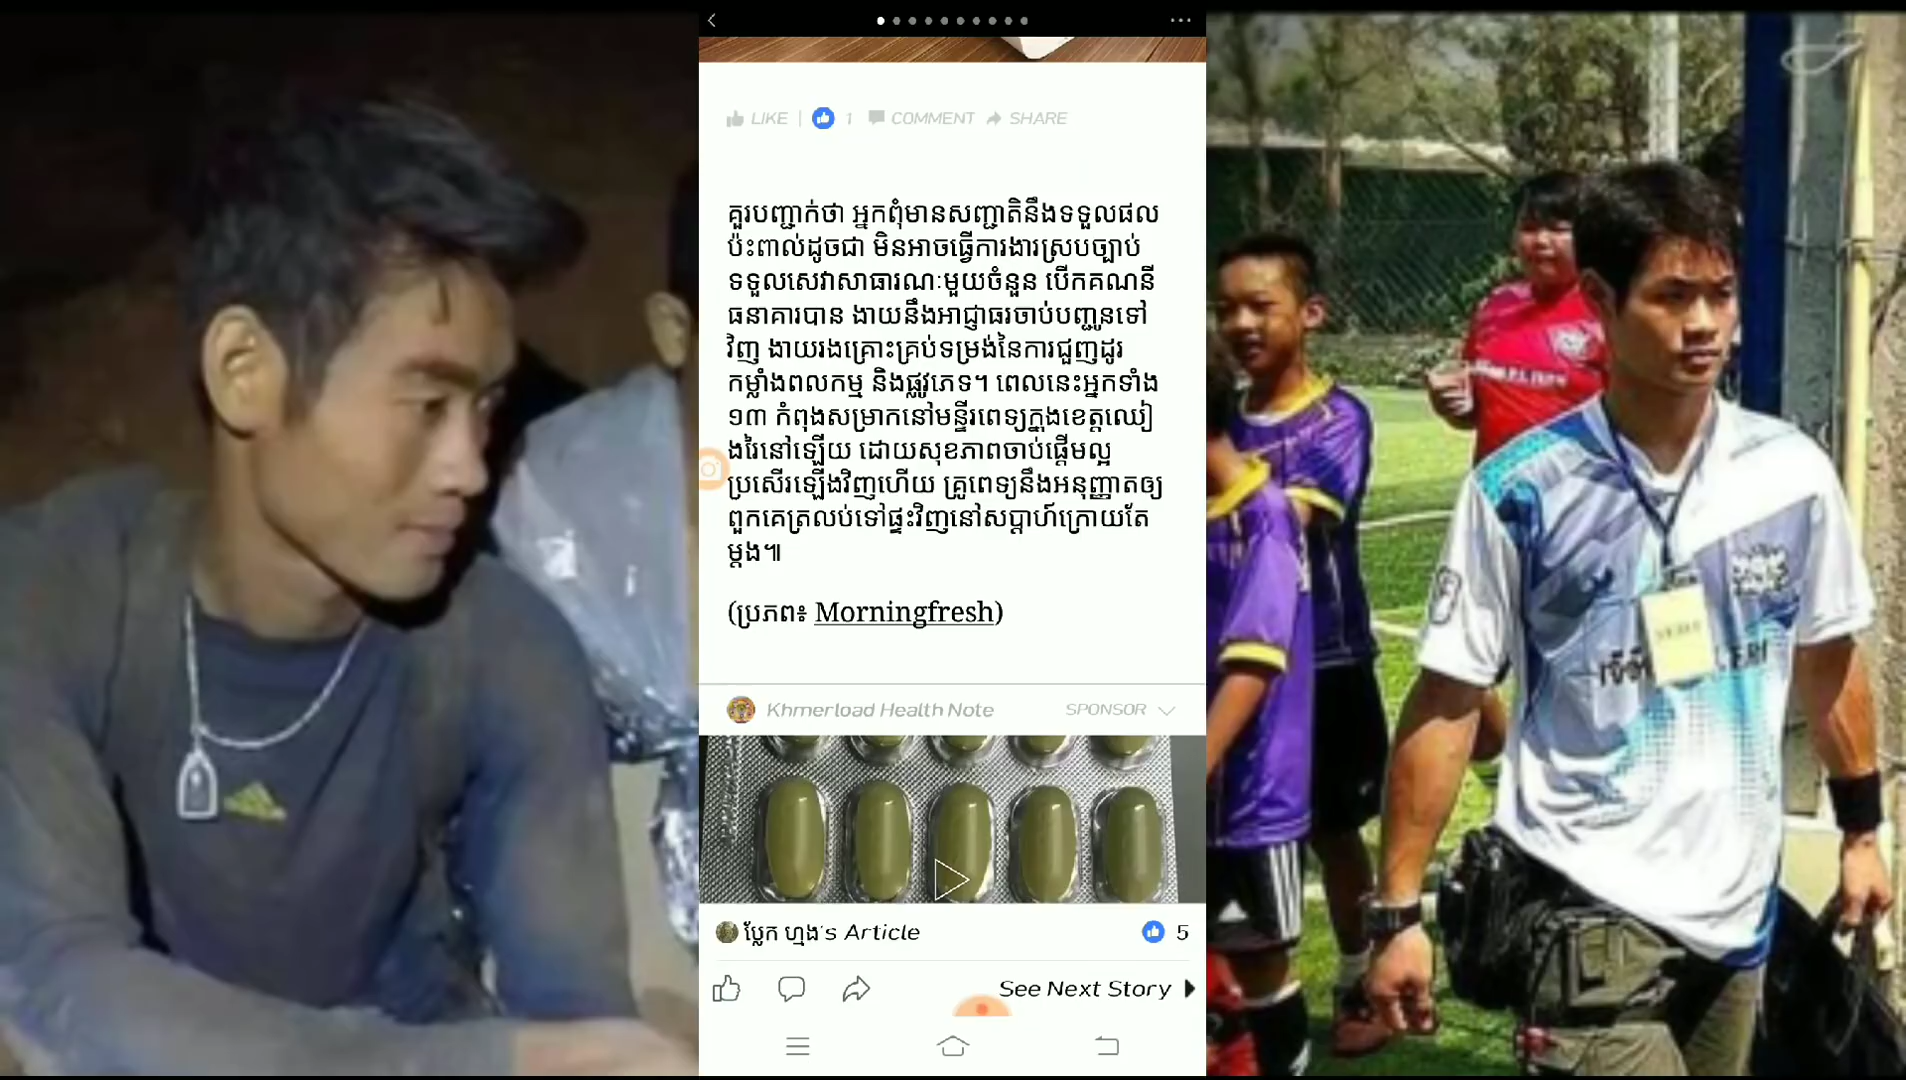 LIKE | 1 COMMENT SHARE
គួរបញ្ជាក់ថា អ្នកពុំមានសញ្ជាតិនឹងទទួលផល
ប៉ះពាល់ដូចជា មិនអាចធ្វើការងារស្របច្បាប់
ទទួលសេវាសាធារណៈមួយចំនួន បើកគណនី
ធនាគារបាន ងាយនឹងអាជ្ញាធរចាប់បញ្ជូនទៅ
វិញ ងាយរងគ្រោះគ្រប់ទម្រង់នៃការជួញដូរ
កម្លាំងពលកម្ម និងផ្លូវភេទ។ ពេលនេះអ្នកទាំង
១៣ កំពុងសម្រាកនៅមន្ទីរពេទ្យក្នុងខេត្តឈៀ
ងរៃនៅឡើយ ដោយសុខភាពចាប់ផ្ដើមល្អ
ប្រសើរឡើងវិញហើយ គ្រូពេទ្យនឹងអនុញ្ញាតឲ្យ
ពួកគេត្រលប់ទៅផ្ទះវិញនៅសប្ដាហ៍ក្រោយតែ
ម្ដង៕
(ប្រភព៖ Morningfresh)
Khmerload Health Note SPONSOR
ប្លែក ហ្មង's Article 5
See Next Story